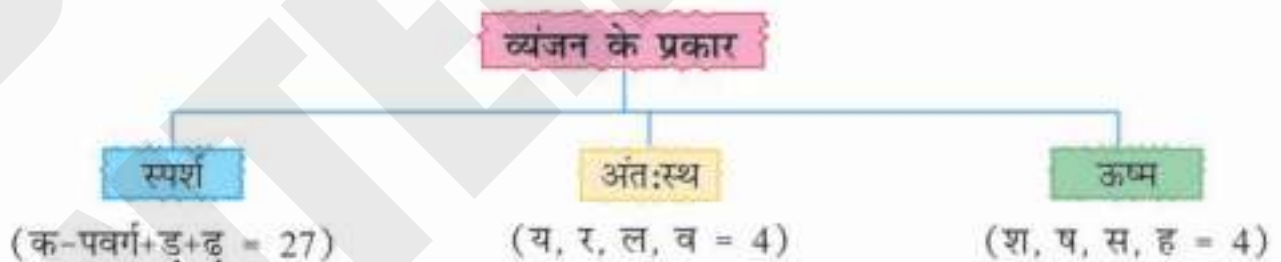 व्यंजन के प्रकार
स्पर्श अंत:स्थ ऊष्म
(क-पवर्ग+ड़+ढ़ = 27) (य, र, ल, व = 4) (श, ष, स, ह = 4)